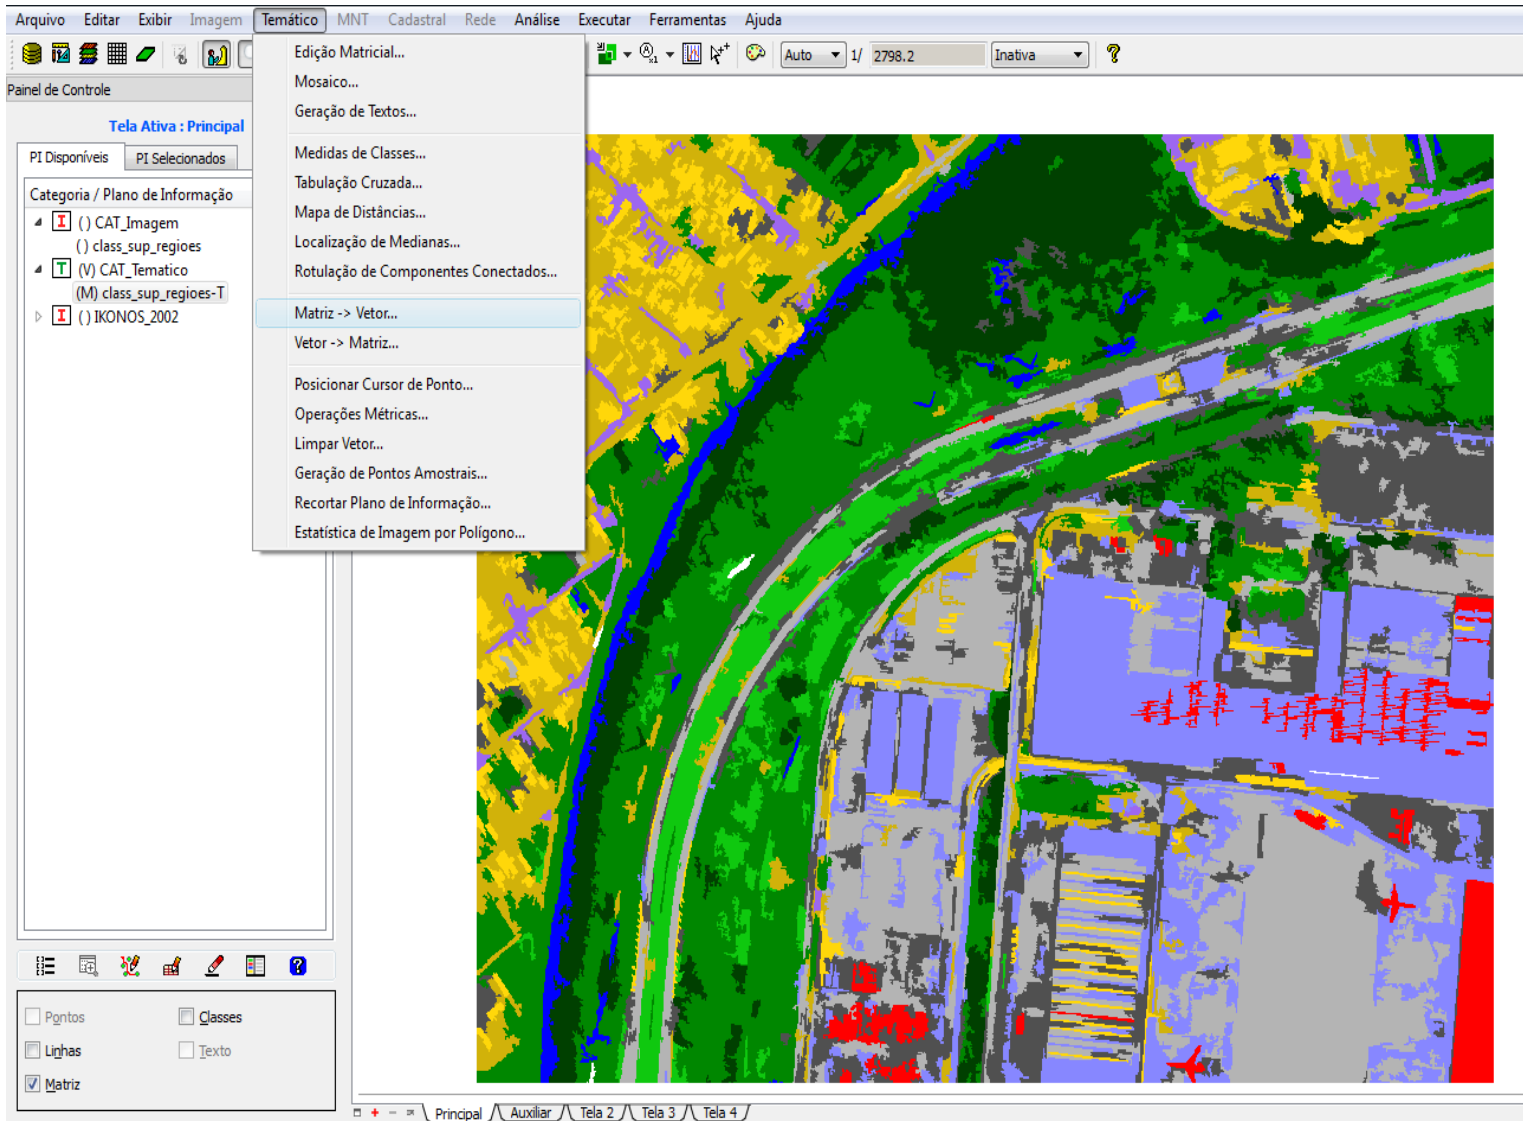 Arquivo Editar Exibir Imagem Temático MNT Cadastral Rede Análise Executar Ferramentas Ajuda
Auto 1/ 2798.2 Inativa
Painel de Controle
Tela Ativa : Principal
PI Disponíveis PI Selecionados
Categoria / Plano de Informação
( ) CAT_Imagem
( ) class_sup_regioes
(V) CAT_Tematico
(M) class_sup_regioes-T
( ) IKONOS_2002
Edição Matricial...
Mosaico...
Geração de Textos...
Medidas de Classes...
Tabulação Cruzada...
Mapa de Distâncias...
Localização de Medianas...
Rotulação de Componentes Conectados...
Matriz -> Vetor...
Vetor -> Matriz...
Posicionar Cursor de Ponto...
Operações Métricas...
Limpar Vetor...
Geração de Pontos Amostrais...
Recortar Plano de Informação...
Estatística de Imagem por Polígono...
Pontos Classes
Linhas Texto
Matriz
Principal Auxiliar Tela 2 Tela 3 Tela 4